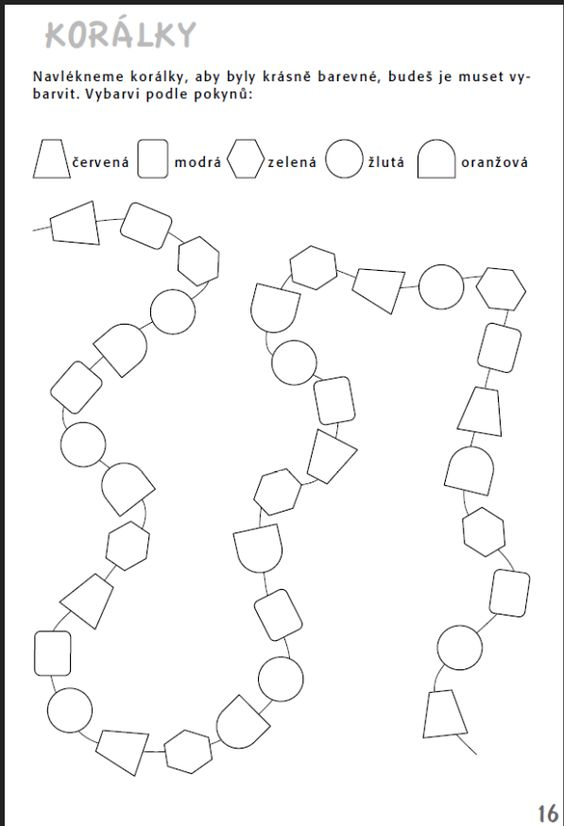 KORÁLKY
Navlékneme korálky, aby byly krásně barevné, budeš je muset vy-
barvit. Vybarvi podle pokynů:
červená modrá zelená žlutá oranžová
16